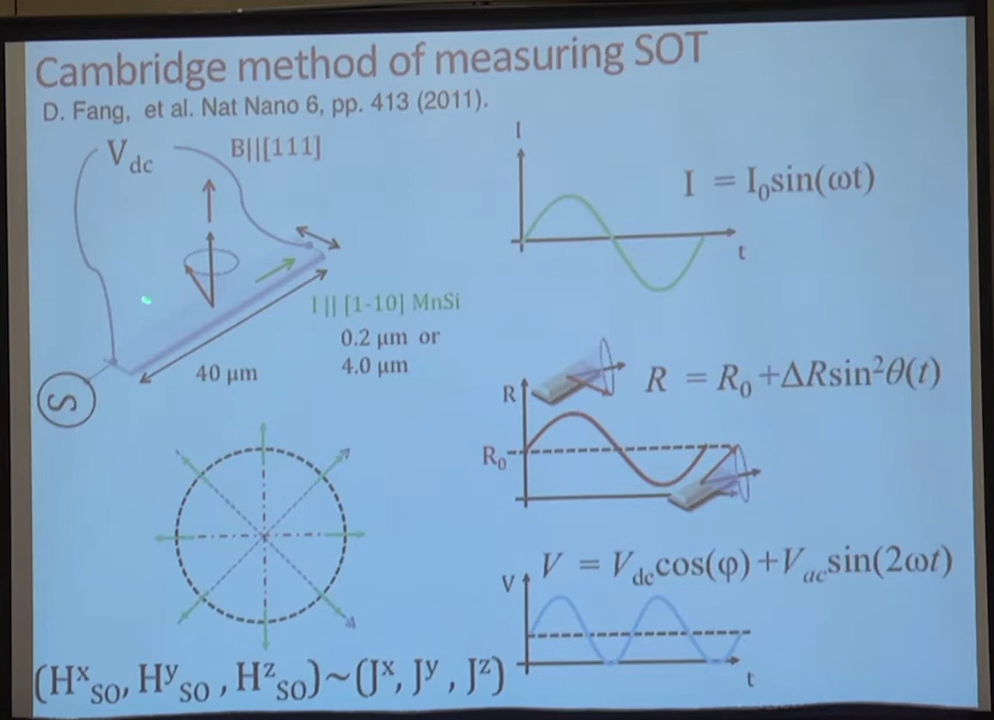 Cambridge method of measuring SOT
D. Fang, et al. Nat Nano 6, pp. 413 (2011).
V_dc
B||[111]
I || [1-10] MnSi
0.2 μm or
4.0 μm
40 μm
S
I
I = I₀sin(ωt)
t
R
R₀
R = R₀+ΔRsin²θ(t)
V
V = V_dc cos(φ)+V_ac sin(2ωt)
t
(Hˣ_SO, Hʸ_SO , Hᶻ_SO)~(Jˣ, Jʸ , Jᶻ)